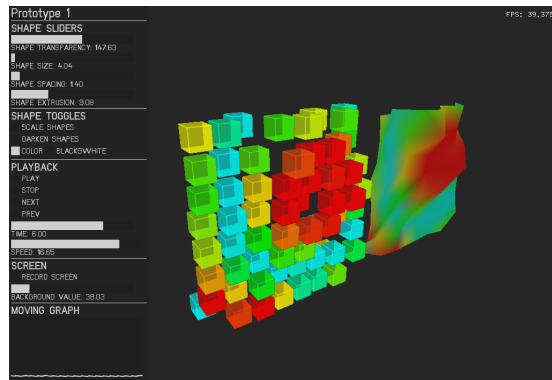 Prototype 1
FPS: 39.375
SHAPE SLIDERS
SHAPE TRANSPARENCY: 147.63
SHAPE SIZE: 4.04
SHAPE SPACING: 1.40
SHAPE EXTRUSION: 9.08
SHAPE TOGGLES
SCALE SHAPES
DARKEN SHAPES
COLOR BLACK&WHITE
PLAYBACK
PLAY
STOP
NEXT
PREV
TIME: 6.00
SPEED: 16.65
SCREEN
RECORD SCREEN
BACKGROUND VALUE: 38.03
MOVING GRAPH